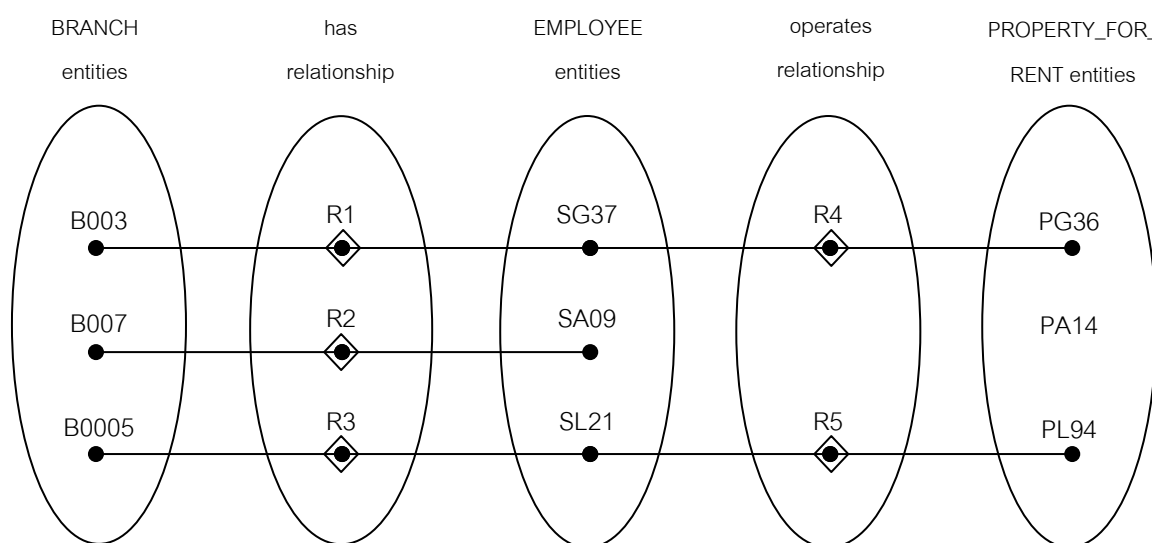 BRANCH
entities
has
relationship
EMPLOYEE
entities
operates
relationship
PROPERTY_FOR_
RENT entities
B003
R1
SG37
R4
PG36
B007
R2
SA09
PA14
B0005
R3
SL21
R5
PL94